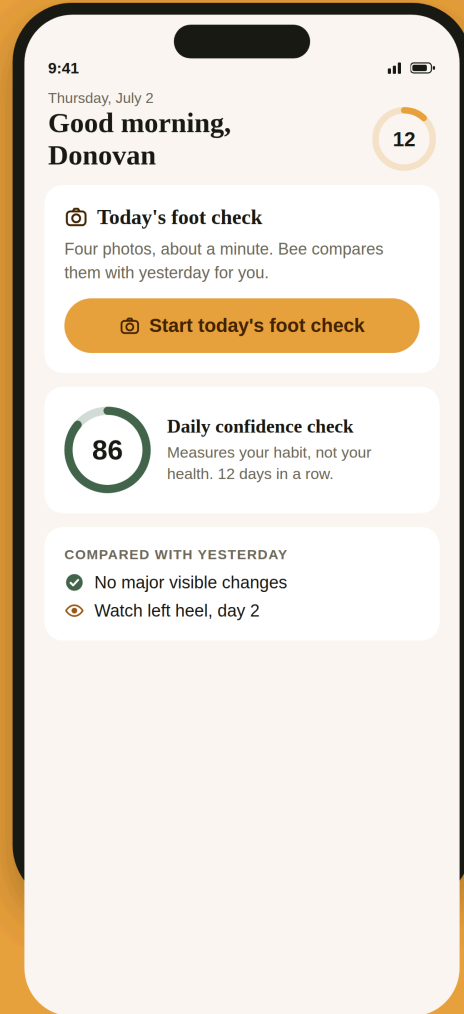 9:41
Thursday, July 2
Good morning,
Donovan
12
Today's foot check
Four photos, about a minute. Bee compares
them with yesterday for you.
Start today's foot check
86
Daily confidence check
Measures your habit, not your
health. 12 days in a row.
COMPARED WITH YESTERDAY
No major visible changes
Watch left heel, day 2